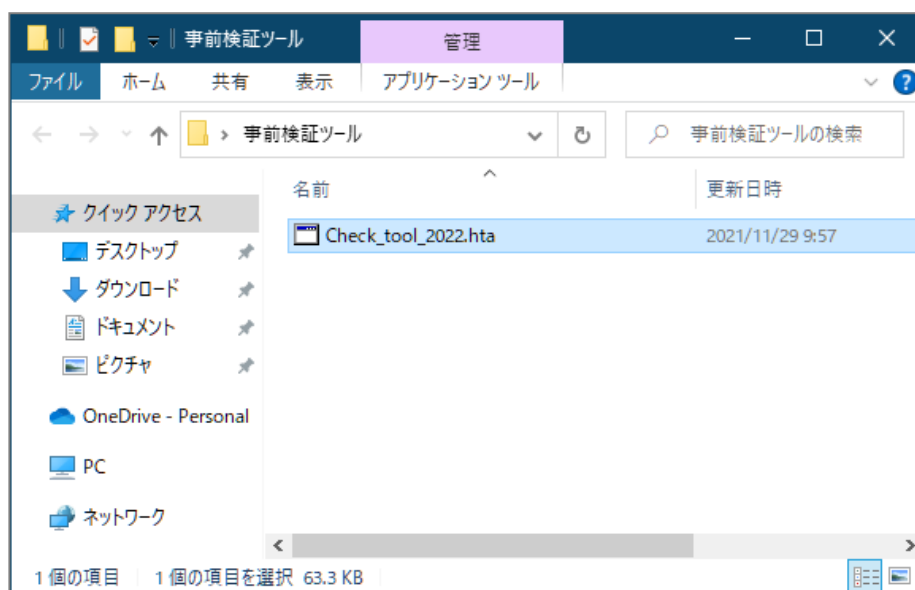 事前検証ツール
管理
ファイル
ホーム
共有
表示
アプリケーション ツール
事前検証ツール
事前検証ツールの検索
名前
更新日時
クイック アクセス
デスクトップ
ダウンロード
ドキュメント
ピクチャ
OneDrive - Personal
PC
ネットワーク
Check_tool_2022.hta
2021/11/29 9:57
1 個の項目
1 個の項目を選択 63.3 KB